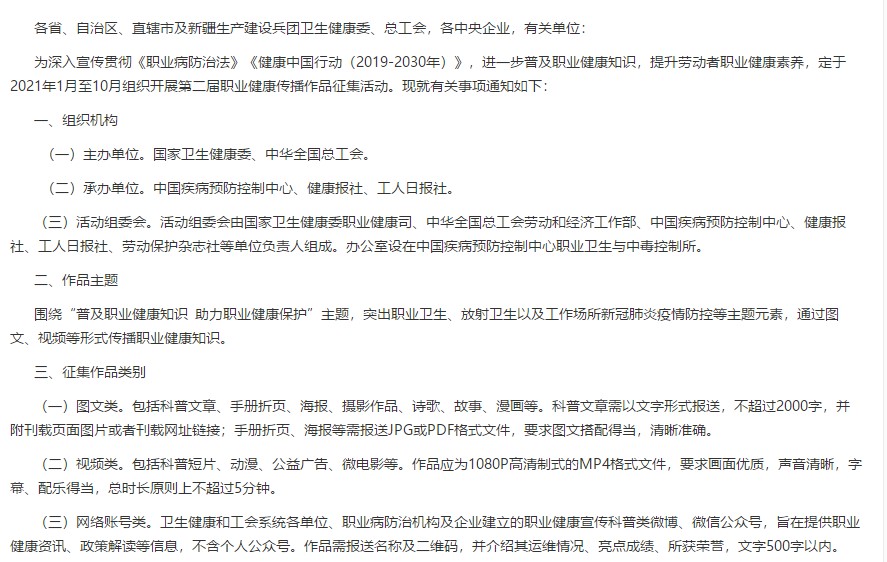 各省、自治区、直辖市及新疆生产建设兵团卫生健康委、总工会，各中央企业，有关单位：
为深入宣传贯彻《职业病防治法》《健康中国行动（2019-2030年）》，进一步普及职业健康知识，提升劳动者职业健康素养，定于
2021年1月至10月组织开展第二届职业健康传播作品征集活动。现就有关事项通知如下：
一、组织机构
（一）主办单位。国家卫生健康委、中华全国总工会。
（二）承办单位。中国疾病预防控制中心、健康报社、工人日报社。
（三）活动组委会。活动组委会由国家卫生健康委职业健康司、中华全国总工会劳动和经济工作部、中国疾病预防控制中心、健康报
社、工人日报社、劳动保护杂志社等单位负责人组成。办公室设在中国疾病预防控制中心职业卫生与中毒控制所。
二、作品主题
围绕“普及职业健康知识 助力职业健康保护”主题，突出职业卫生、放射卫生以及工作场所新冠肺炎疫情防控等主题元素，通过图
文、视频等形式传播职业健康知识。
三、征集作品类别
（一）图文类。包括科普文章、手册折页、海报、摄影作品、诗歌、故事、漫画等。科普文章需以文字形式报送，不超过2000字，并
附刊载页面图片或者刊载网址链接；手册折页、海报等需报送JPG或PDF格式文件，要求图文搭配得当，清晰准确。
（二）视频类。包括科普短片、动漫、公益广告、微电影等。作品应为1080P高清制式的MP4格式文件，要求画面优质，声音清晰，字
幕、配乐得当，总时长原则上不超过5分钟。
（三）网络账号类。卫生健康和工会系统各单位、职业病防治机构及企业建立的职业健康宣传科普类微博、微信公众号，旨在提供职业
健康资讯、政策解读等信息，不含个人公众号。作品需报送名称及二维码，并介绍其运维情况、亮点成绩、所获荣誉，文字500字以内。